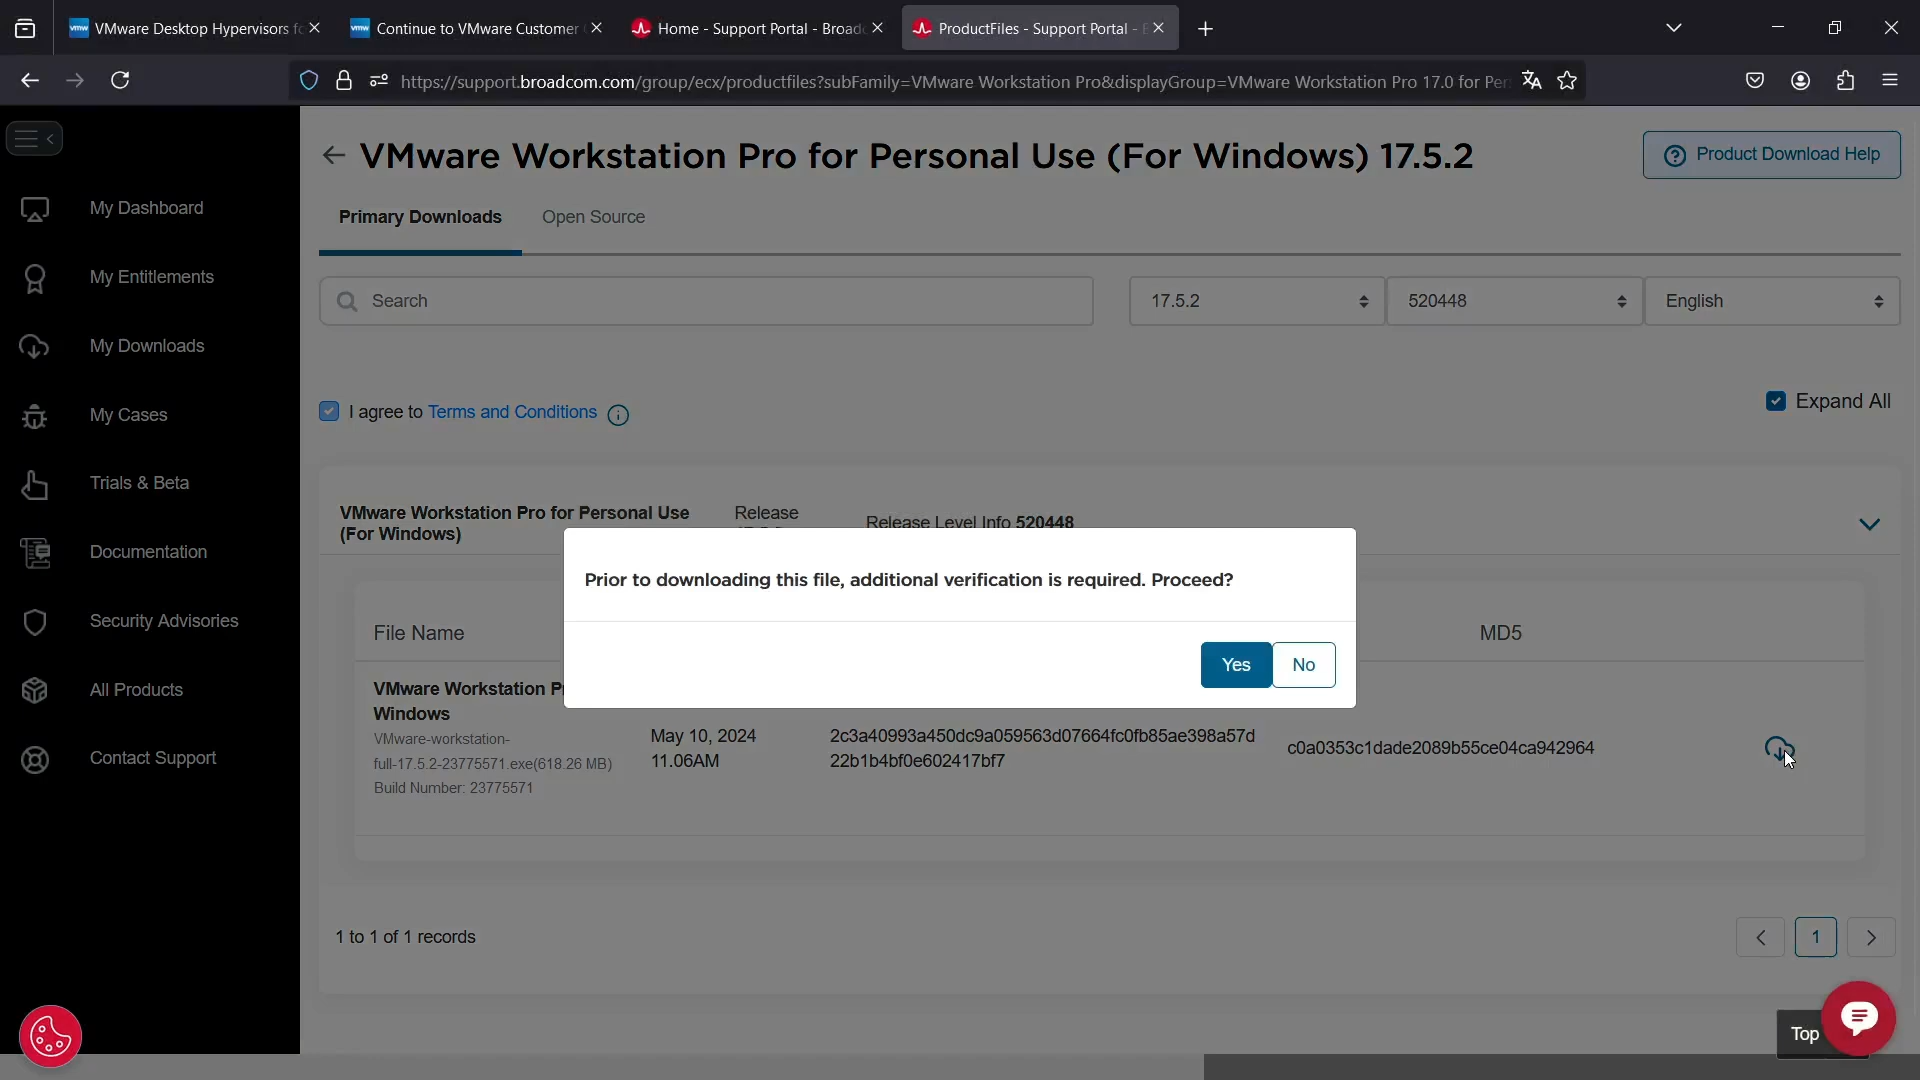 VMware Desktop Hypervisors fo
Continue to VMware Customer
Home - Support Portal - Broadc
ProductFiles - Support Portal - B
https://support.broadcom.com/group/ecx/productfiles?subFamily=VMware Workstation Pro&displayGroup=VMware Workstation Pro 17.0 for Per
VMware Workstation Pro for Personal Use (For Windows) 17.5.2
Product Download Help
My Dashboard
My Entitlements
My Downloads
My Cases
Trials & Beta
Documentation
Security Advisories
All Products
Contact Support
Primary Downloads
Open Source
Search
17.5.2
520448
English
I agree to Terms and Conditions
Expand All
VMware Workstation Pro for Personal Use
(For Windows)
Release
Release Level Info 520448
Prior to downloading this file, additional verification is required. Proceed?
Yes
No
File Name
MD5
VMware Workstation
Windows
VMware-workstation-
full-17.5.2-23775571.exe(618.26 MB)
Build Number: 23775571
May 10, 2024
11.06AM
2c3a40993a450dc9a059563d07664fc0fb85ae398a57d
22b1b4bf0e602417bf7
c0a0353c1dade2089b55ce04ca942964
1 to 1 of 1 records
1
Top